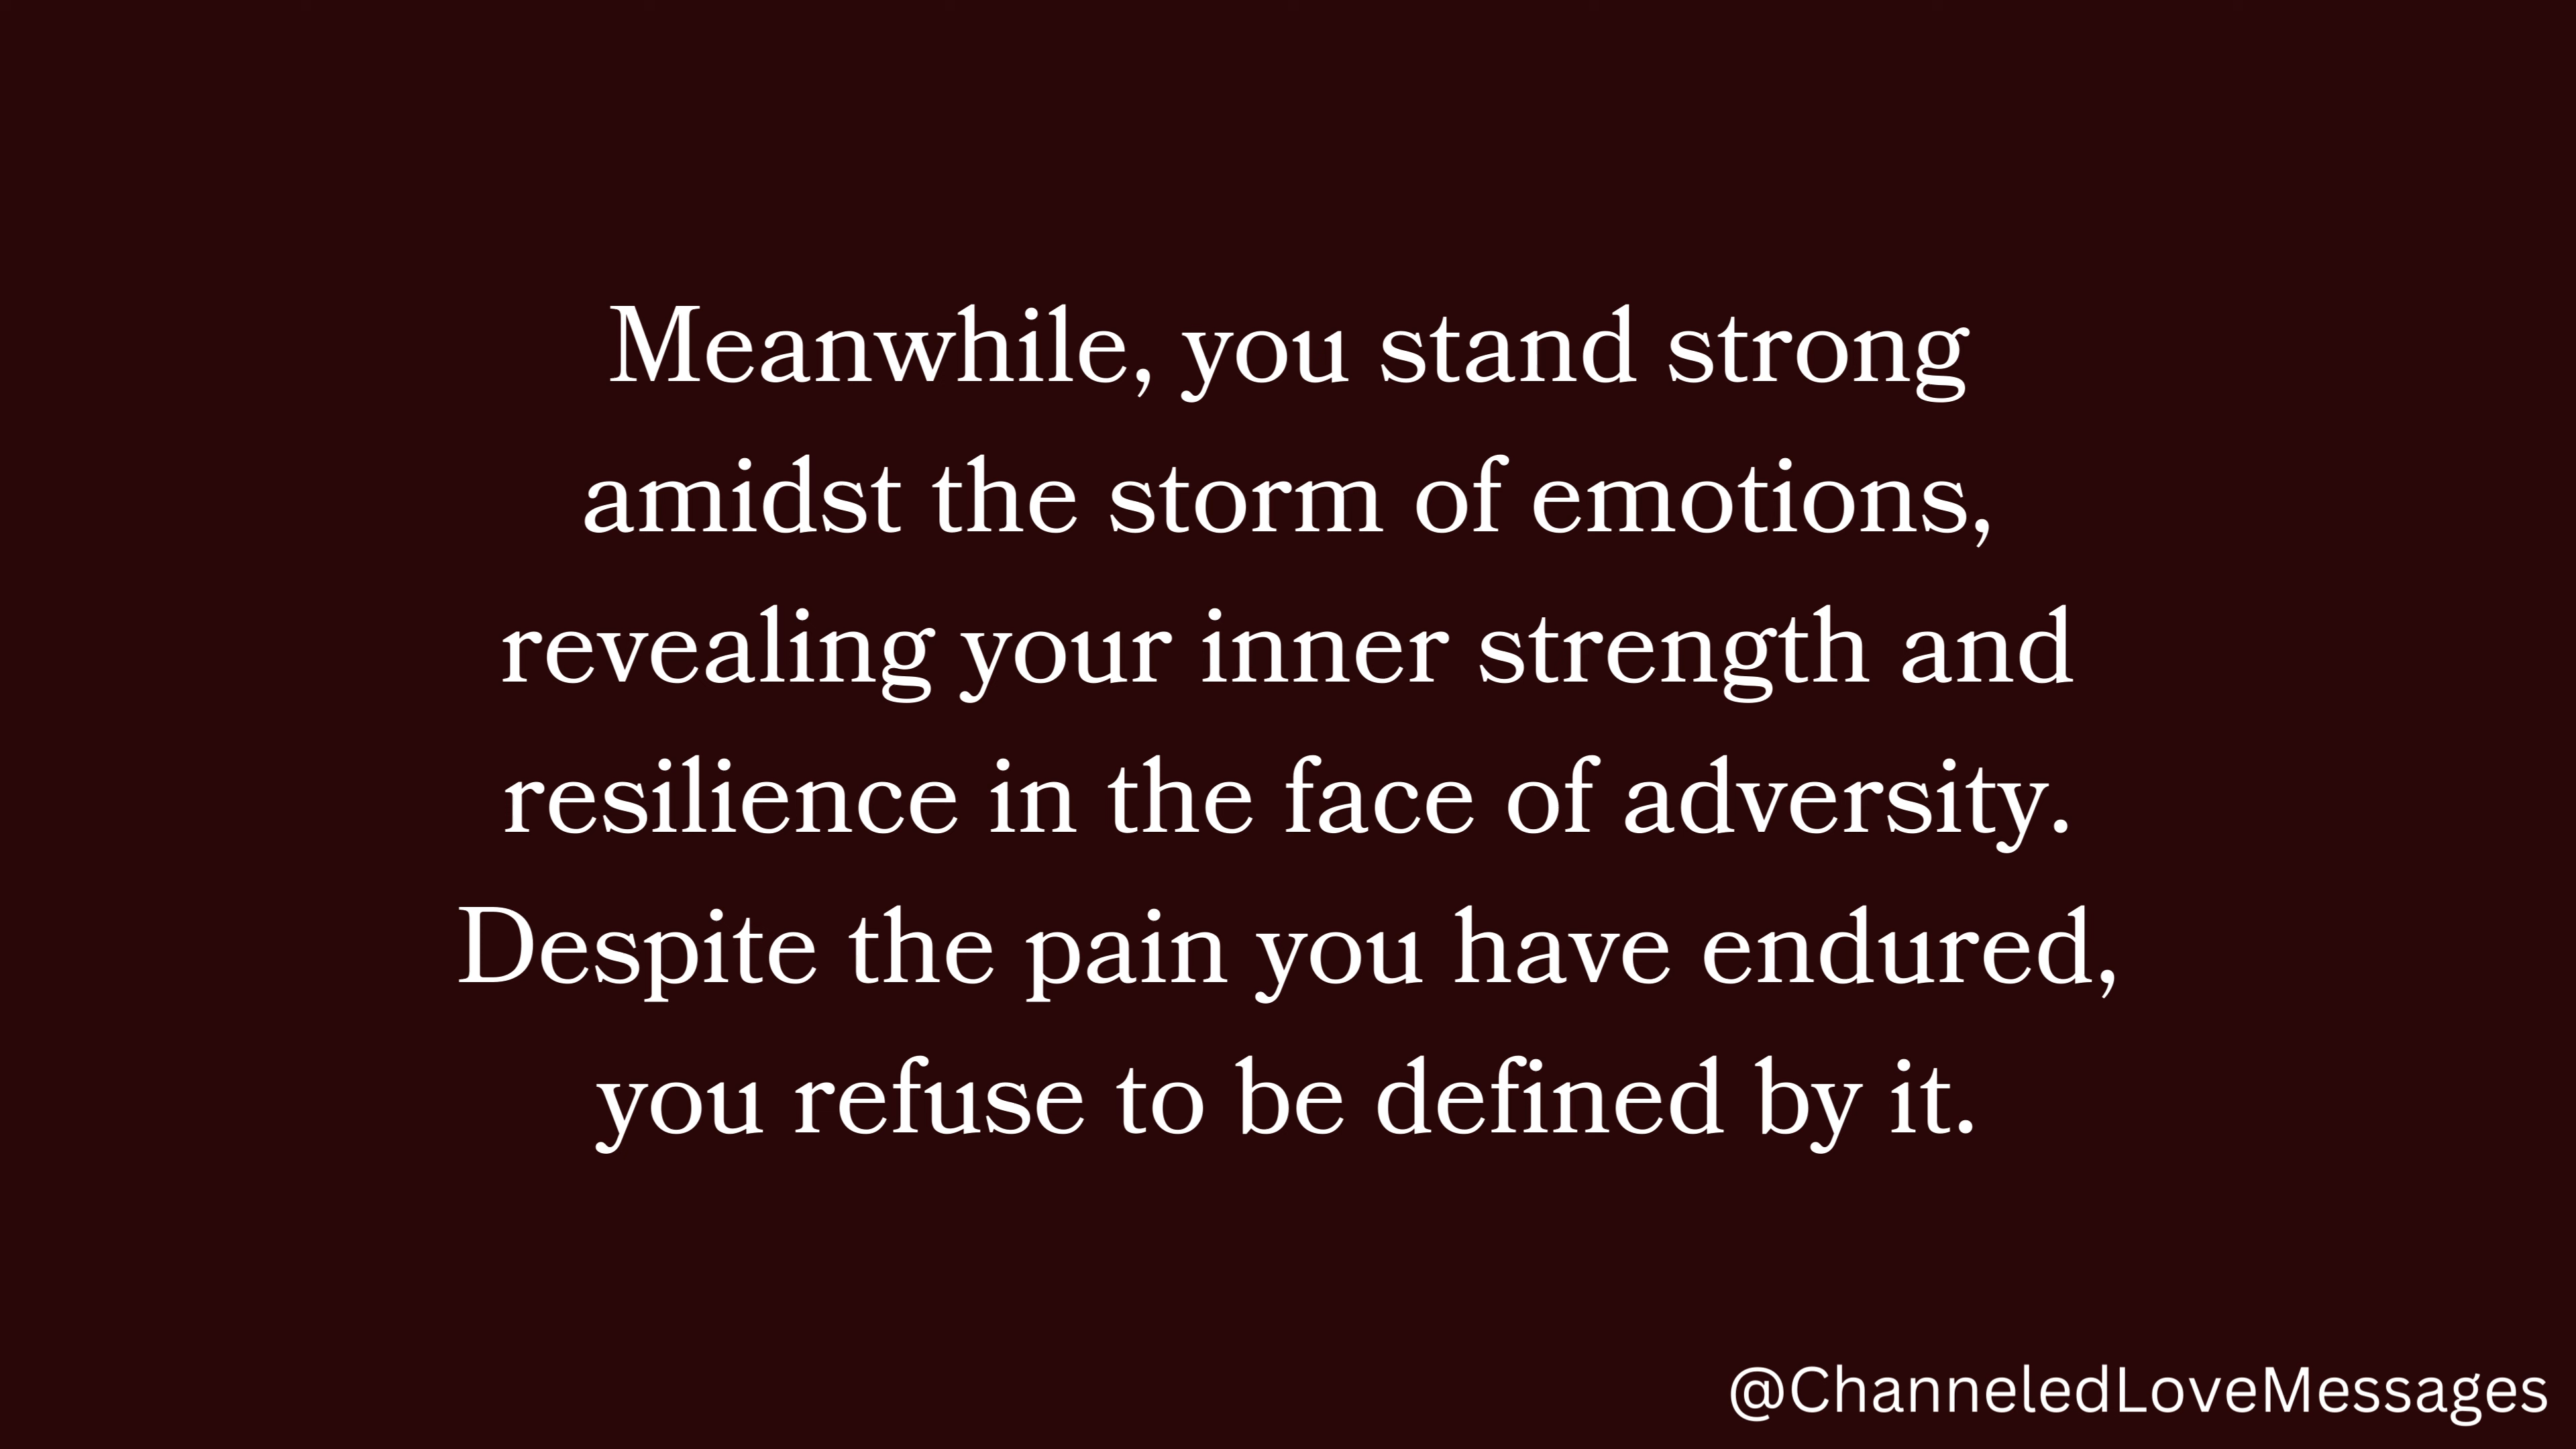 Meanwhile, you stand strong
amidst the storm of emotions,
revealing your inner strength and
resilience in the face of adversity.
Despite the pain you have endured,
you refuse to be defined by it.
@ChanneledLoveMessages